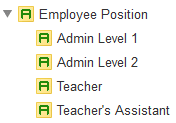 Employee Position
Admin Level 1
Admin Level 2
Teacher
Teacher's Assistant